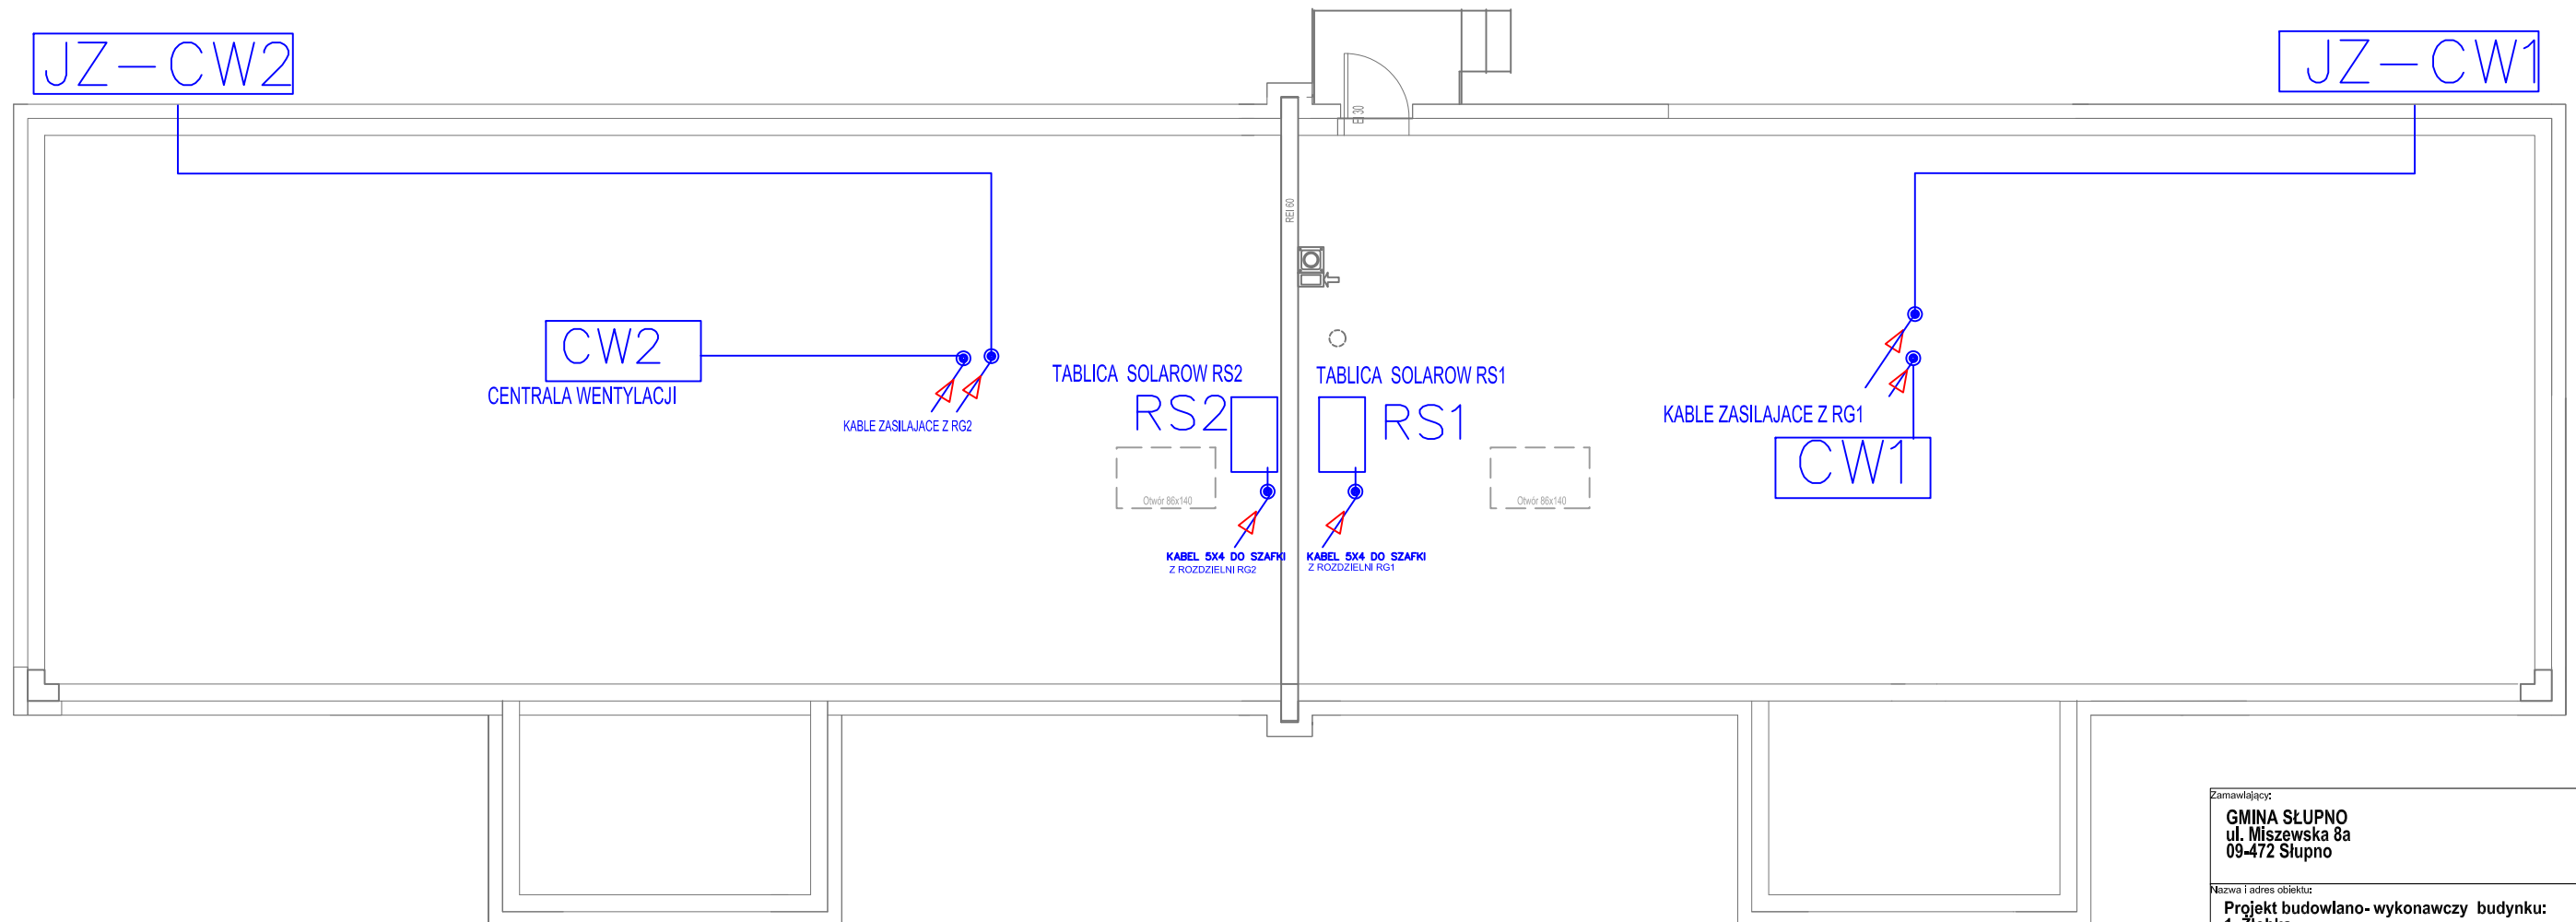 JZ-CW2
JZ-CW1
EI 30
REI 60
CW2
CENTRALA WENTYLACJI
KABLE ZASILAJACE Z RG2
TABLICA SOLAROW RS2
RS2
TABLICA SOLAROW RS1
RS1
KABLE ZASILAJACE Z RG1
CW1
Otwór 86x140
Otwór 86x140
KABEL 5X4 DO SZAFKI
Z ROZDZIELNI RG2
KABEL 5X4 DO SZAFKI
Z ROZDZIELNI RG1
Zamawiający:
GMINA SŁUPNO
ul. Miszewska 8a
09-472 Słupno
Nazwa i adres obiektu:
Projekt budowlano- wykonawczy budynku: